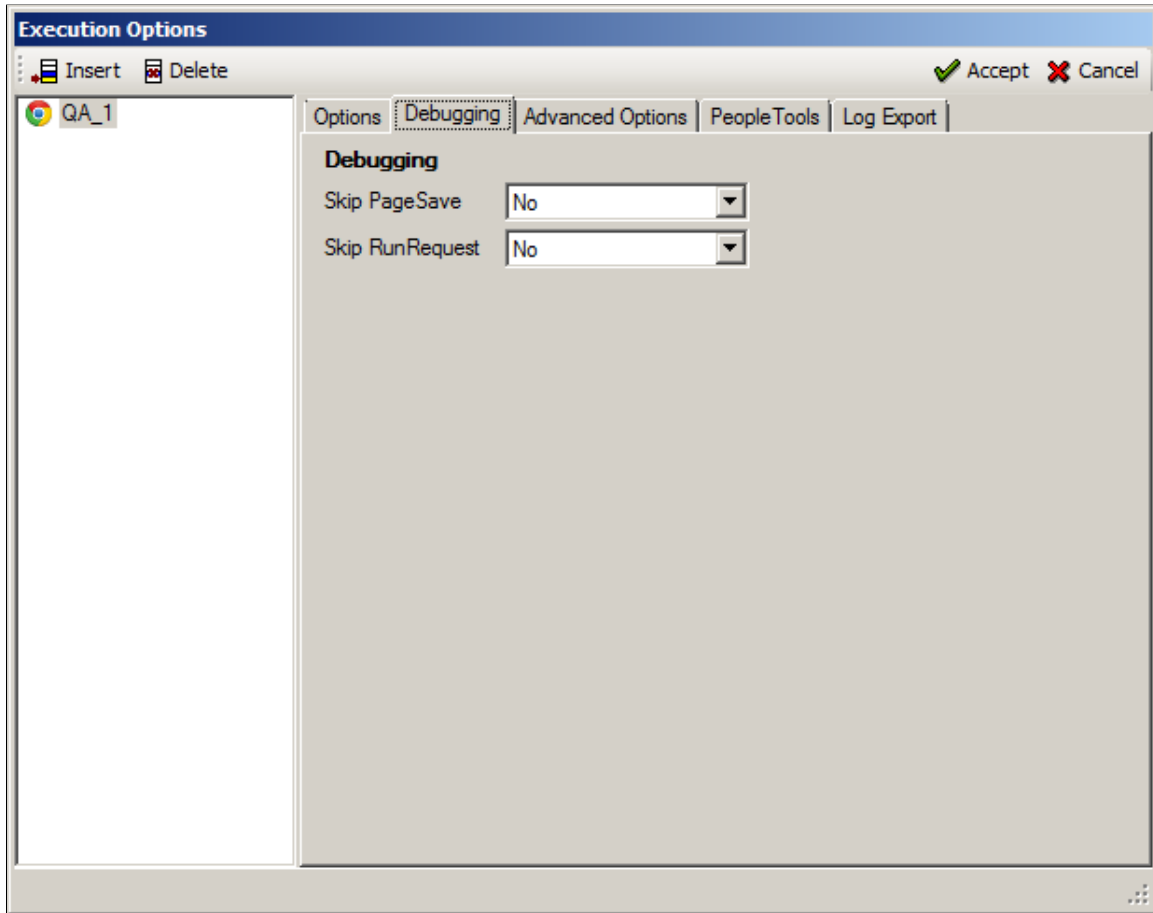 Execution Options
Insert Delete Accept Cancel
QA_1
Options Debugging Advanced Options PeopleTools Log Export
Debugging
Skip PageSave No
Skip RunRequest No